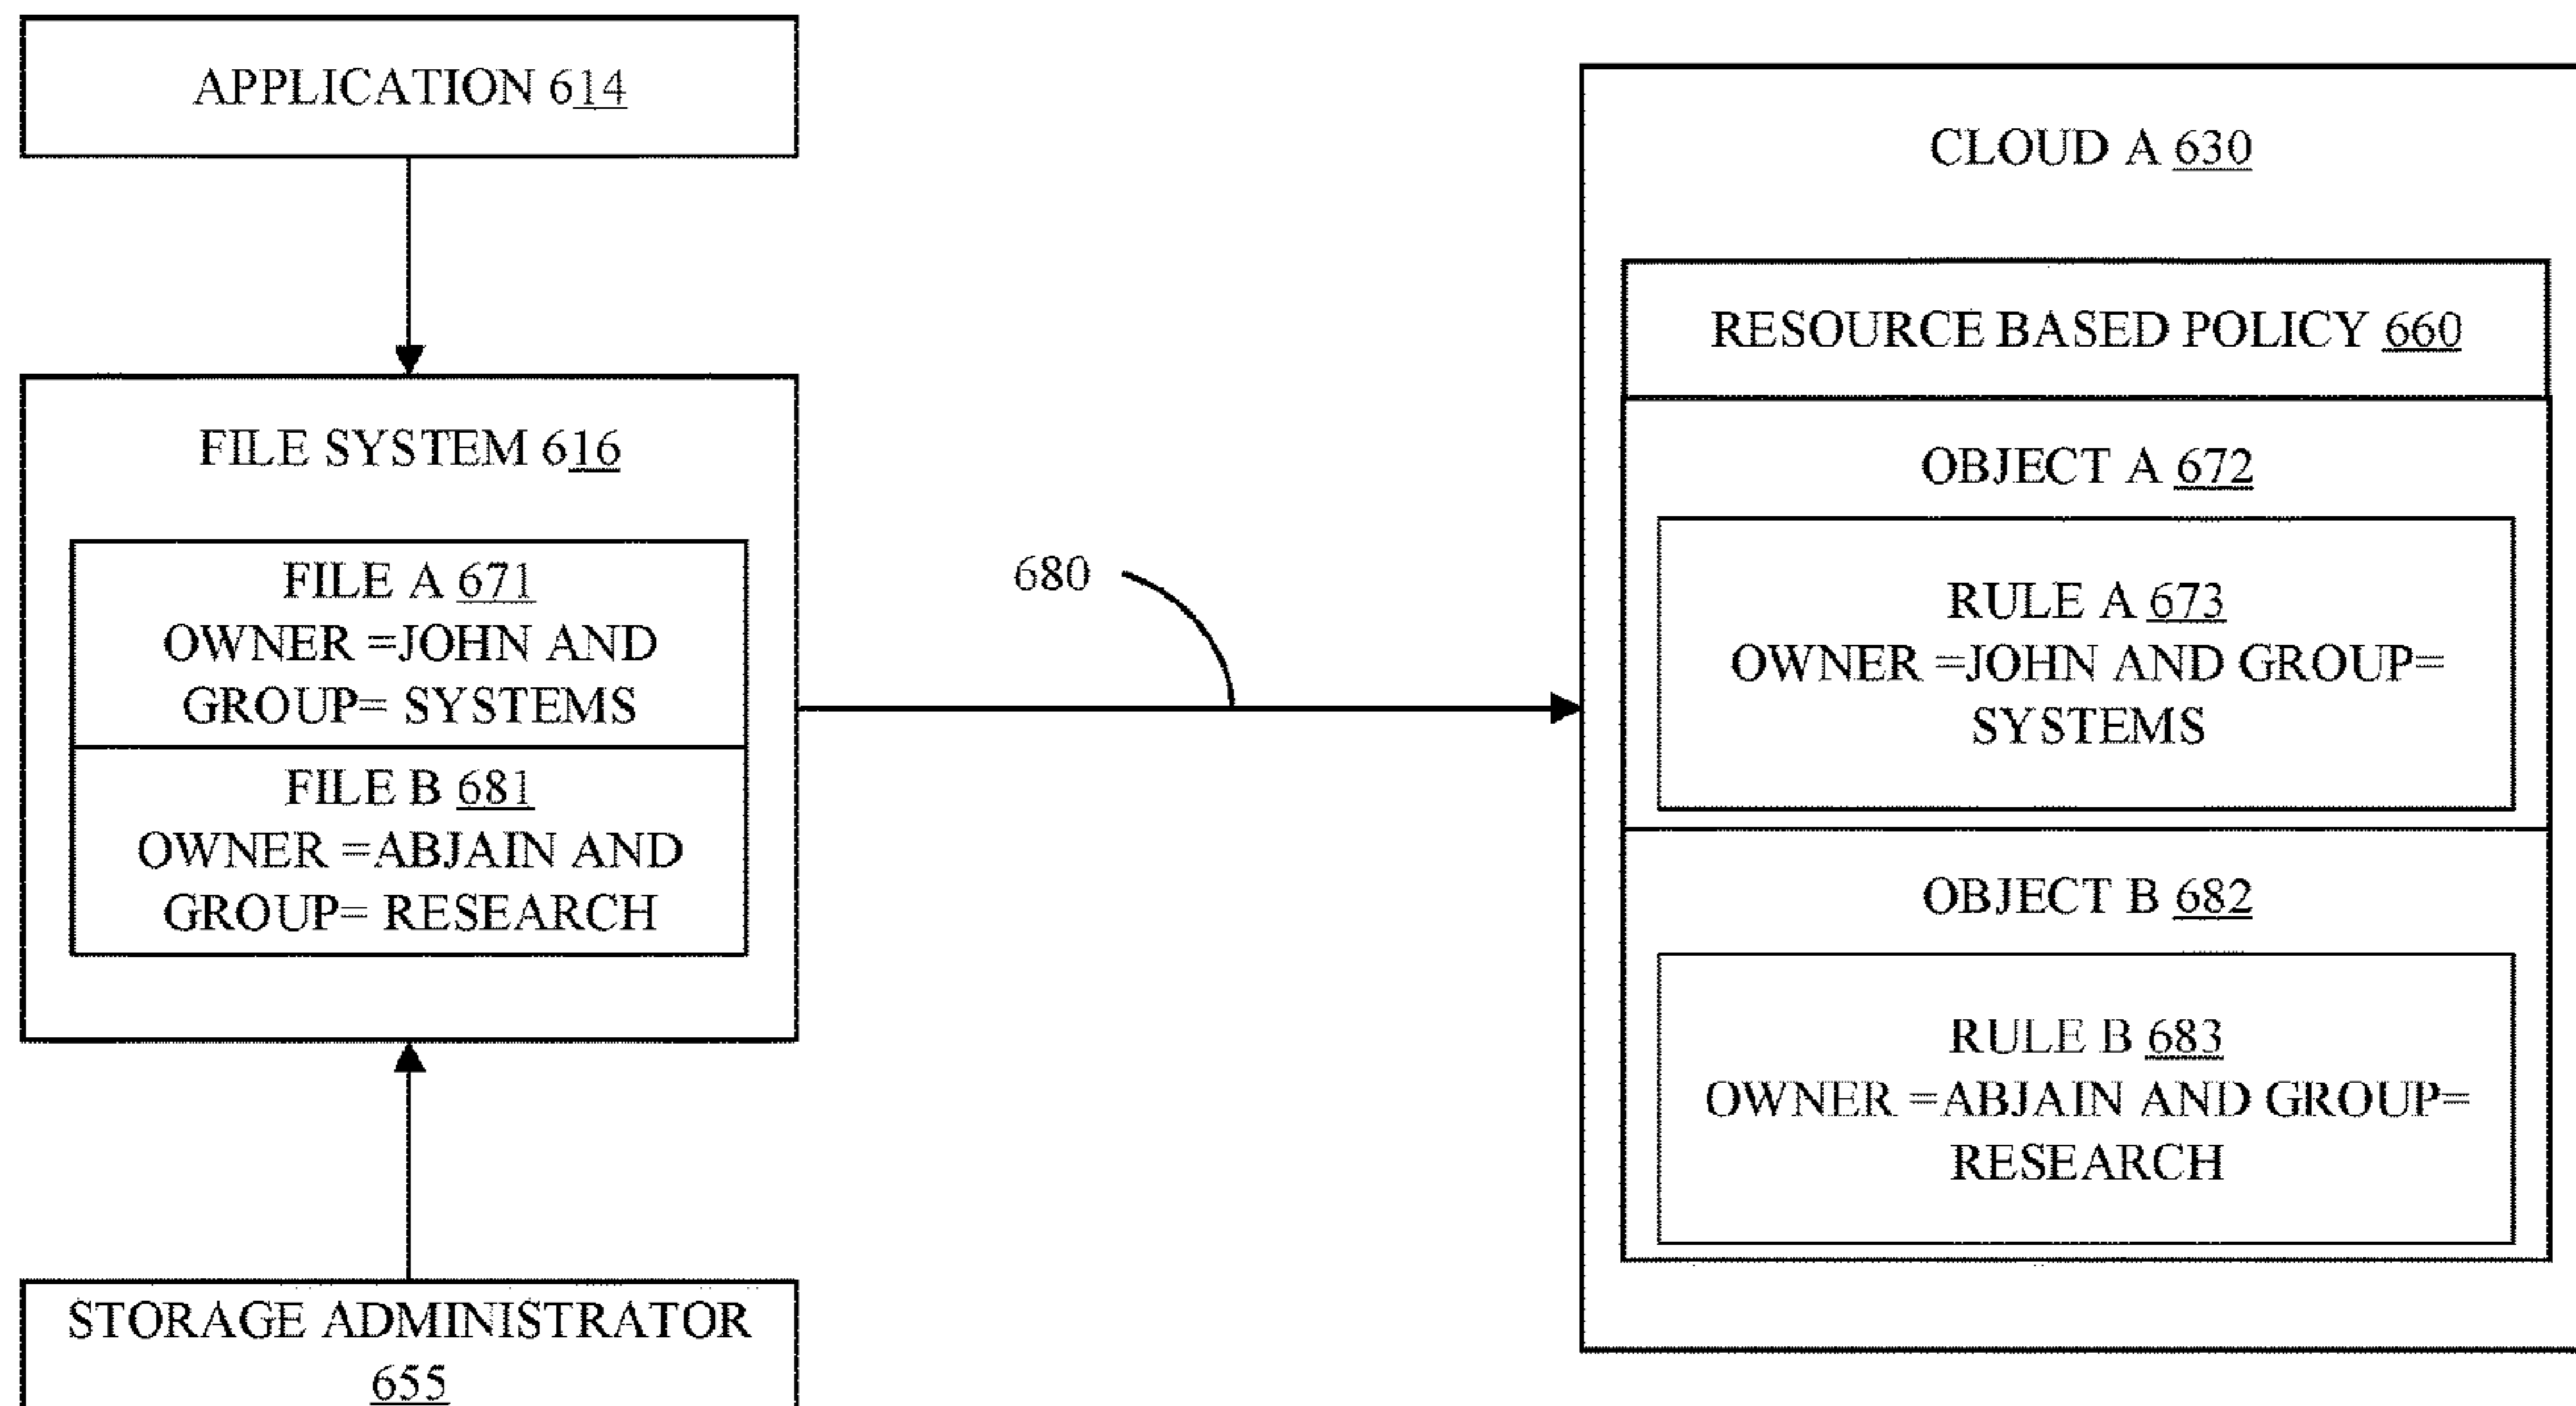 APPLICATION 614
FILE SYSTEM 616
FILE A 671
OWNER =JOHN AND
GROUP= SYSTEMS
FILE B 681
OWNER =ABJAIN AND
GROUP= RESEARCH
STORAGE ADMINISTRATOR
655
680
CLOUD A 630
RESOURCE BASED POLICY 660
OBJECT A 672
RULE A 673
OWNER =JOHN AND GROUP=
SYSTEMS
OBJECT B 682
RULE B 683
OWNER =ABJAIN AND GROUP=
RESEARCH